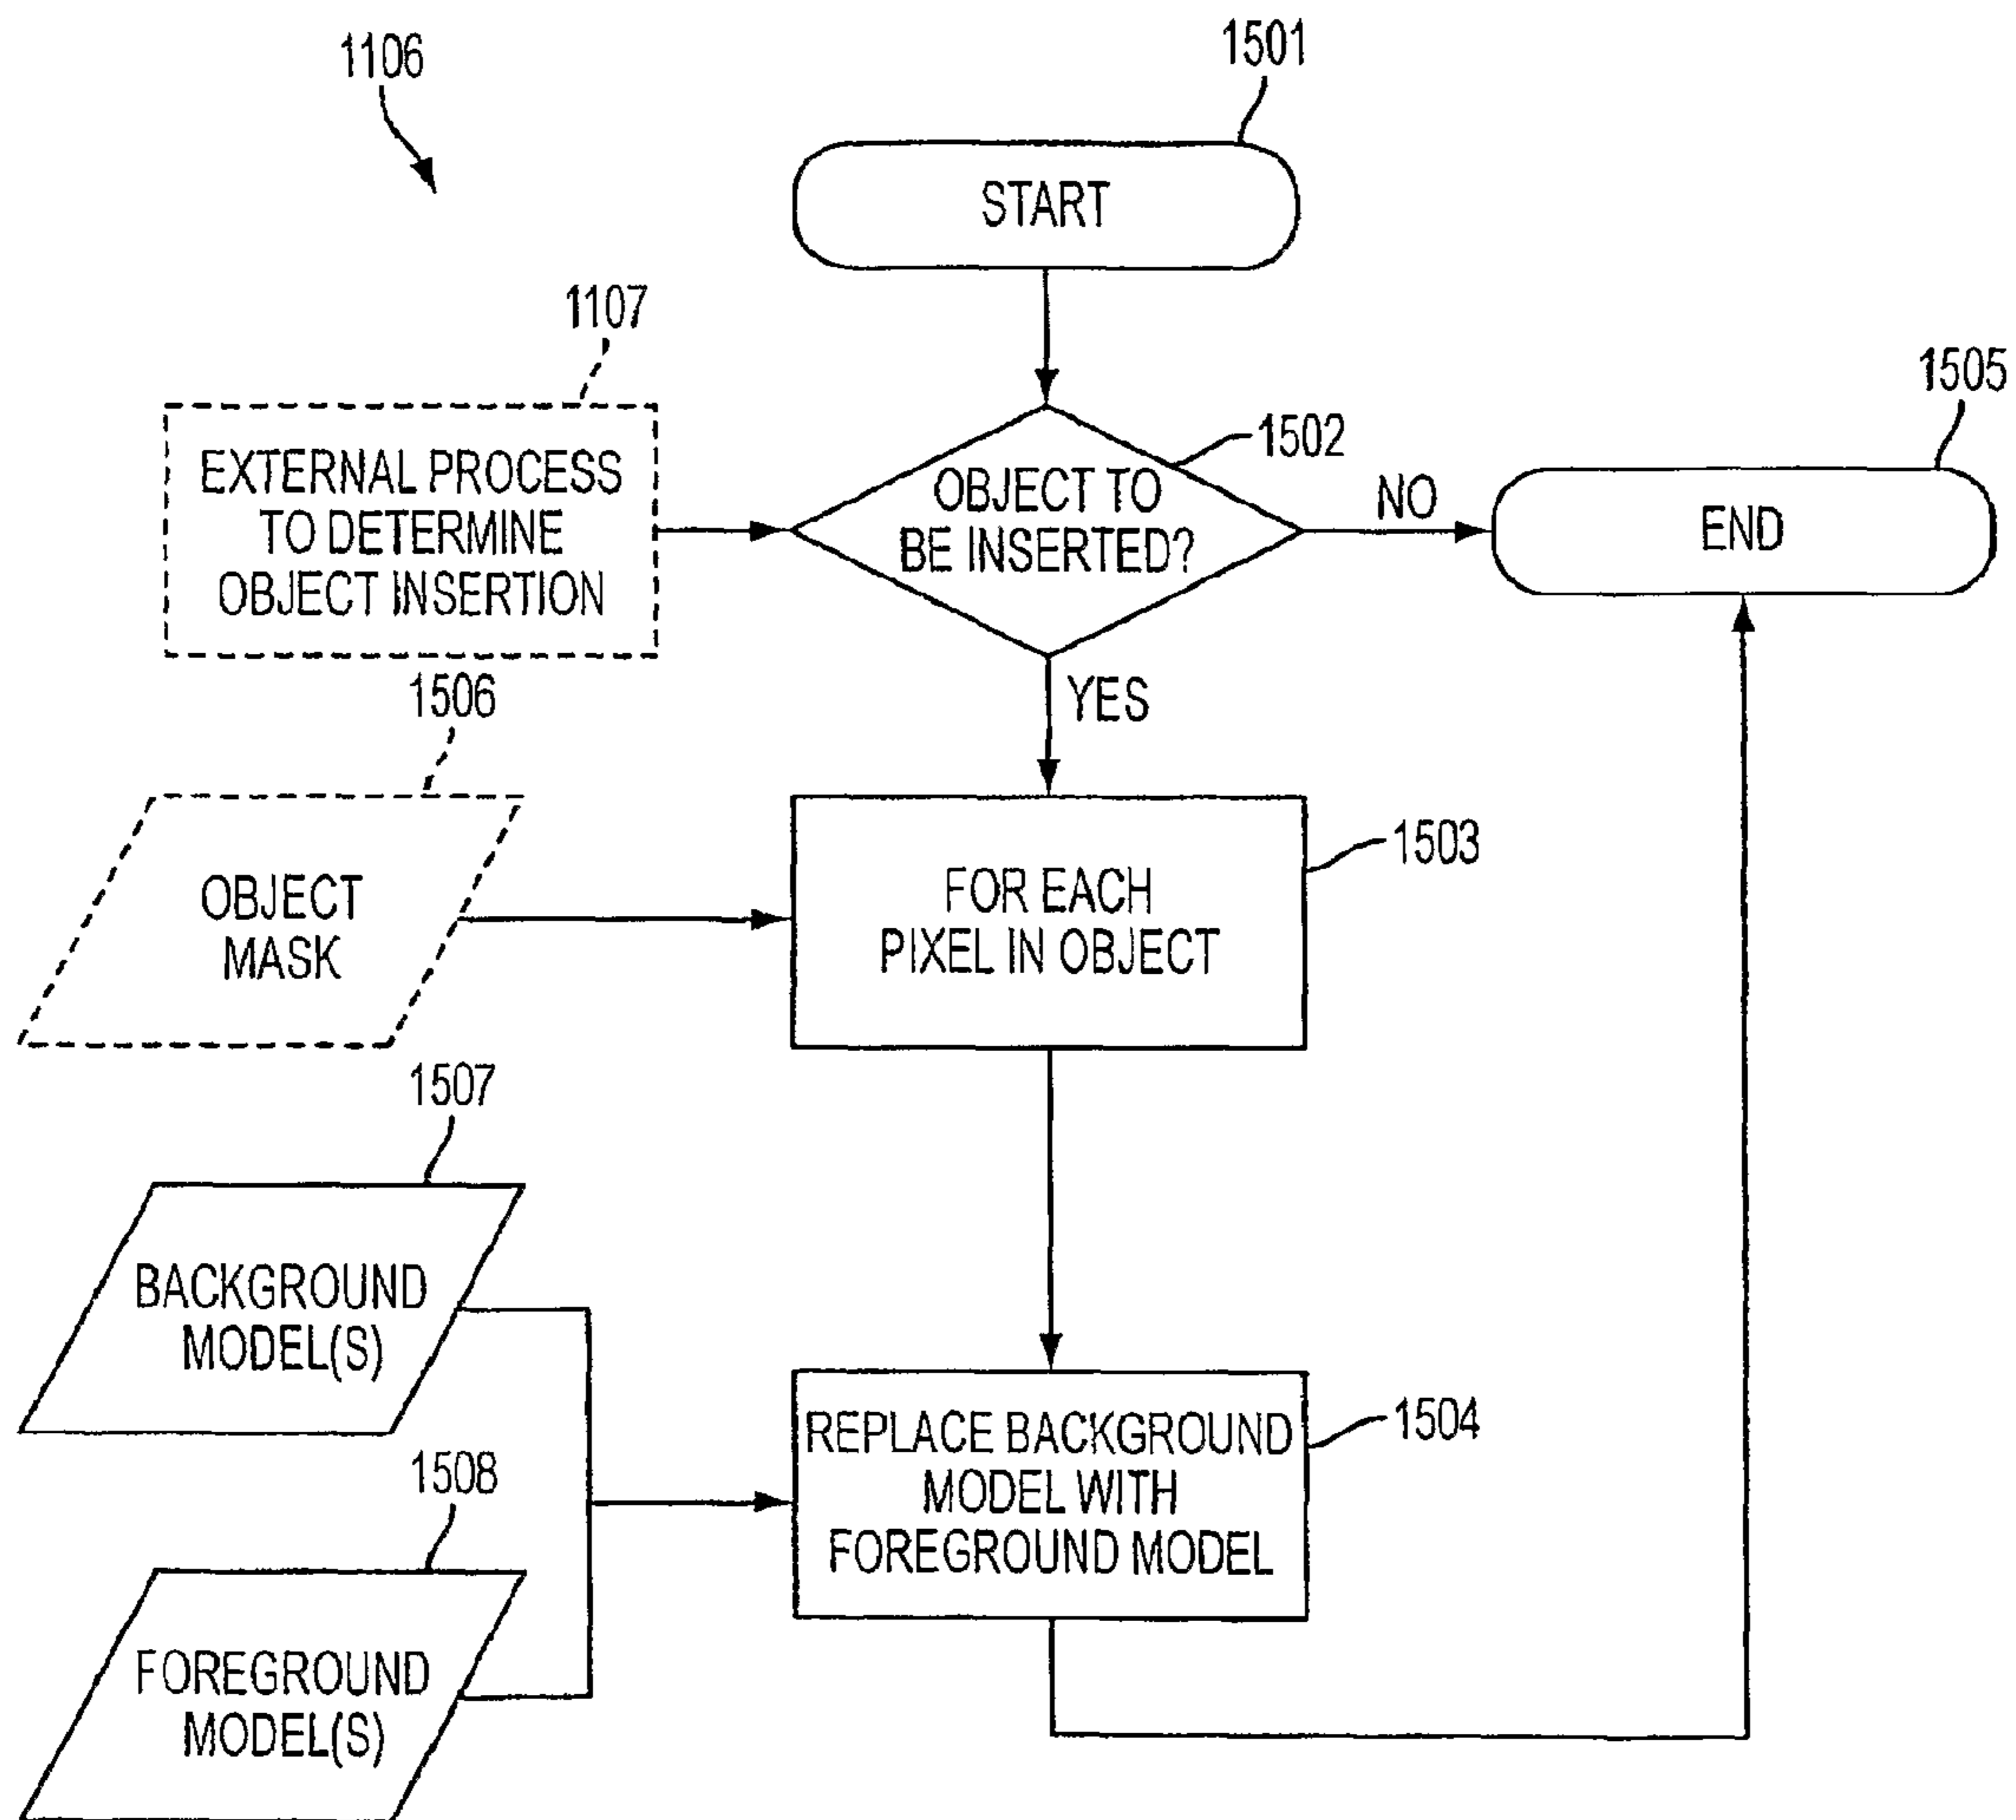 1106
1501
START
1107
1505
EXTERNAL PROCESS
TO DETERMINE
OBJECT INSERTION
1502
OBJECT TO
BE INSERTED?
NO
END
YES
1506
OBJECT
MASK
1503
FOR EACH
PIXEL IN OBJECT
1507
BACKGROUND
MODEL(S)
1504
REPLACE BACKGROUND
MODEL WITH
FOREGROUND MODEL
1508
FOREGROUND
MODEL(S)